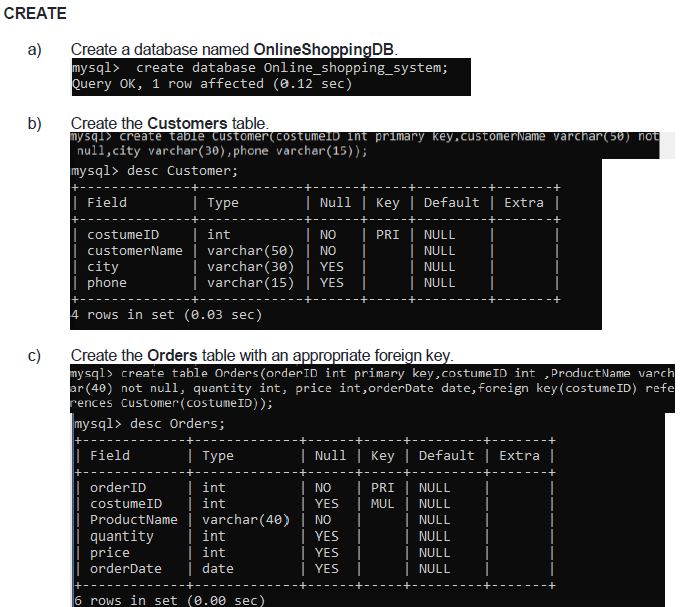 CREATE
a) Create a database named OnlineShoppingDB.
mysql> create database Online_shopping_system;
Query OK, 1 row affected (0.12 sec)
b) Create the Customers table.
mysql> create table Customer(costumeID int primary key,customerName varchar(50) not
null,city varchar(30),phone varchar(15));
mysql> desc Customer;
+--------------+-------------+------+-----+---------+-------+
| Field | Type | Null | Key | Default | Extra |
+--------------+-------------+------+-----+---------+-------+
| costumeID | int | NO | PRI | NULL | |
| customerName | varchar(50) | NO | | NULL | |
| city | varchar(30) | YES | | NULL | |
| phone | varchar(15) | YES | | NULL | |
+--------------+-------------+------+-----+---------+-------+
4 rows in set (0.03 sec)
c) Create the Orders table with an appropriate foreign key.
mysql> create table Orders(orderID int primary key,costumeID int ,ProductName varch
ar(40) not null, quantity int, price int,orderDate date,foreign key(costumeID) refe
rences Customer(costumeID));
mysql> desc Orders;
+-------------+-------------+------+-----+---------+-------+
| Field | Type | Null | Key | Default | Extra |
+-------------+-------------+------+-----+---------+-------+
| orderID | int | NO | PRI | NULL | |
| costumeID | int | YES | MUL | NULL | |
| ProductName | varchar(40) | NO | | NULL | |
| quantity | int | YES | | NULL | |
| price | int | YES | | NULL | |
| orderDate | date | YES | | NULL | |
+-------------+-------------+------+-----+---------+-------+
6 rows in set (0.00 sec)